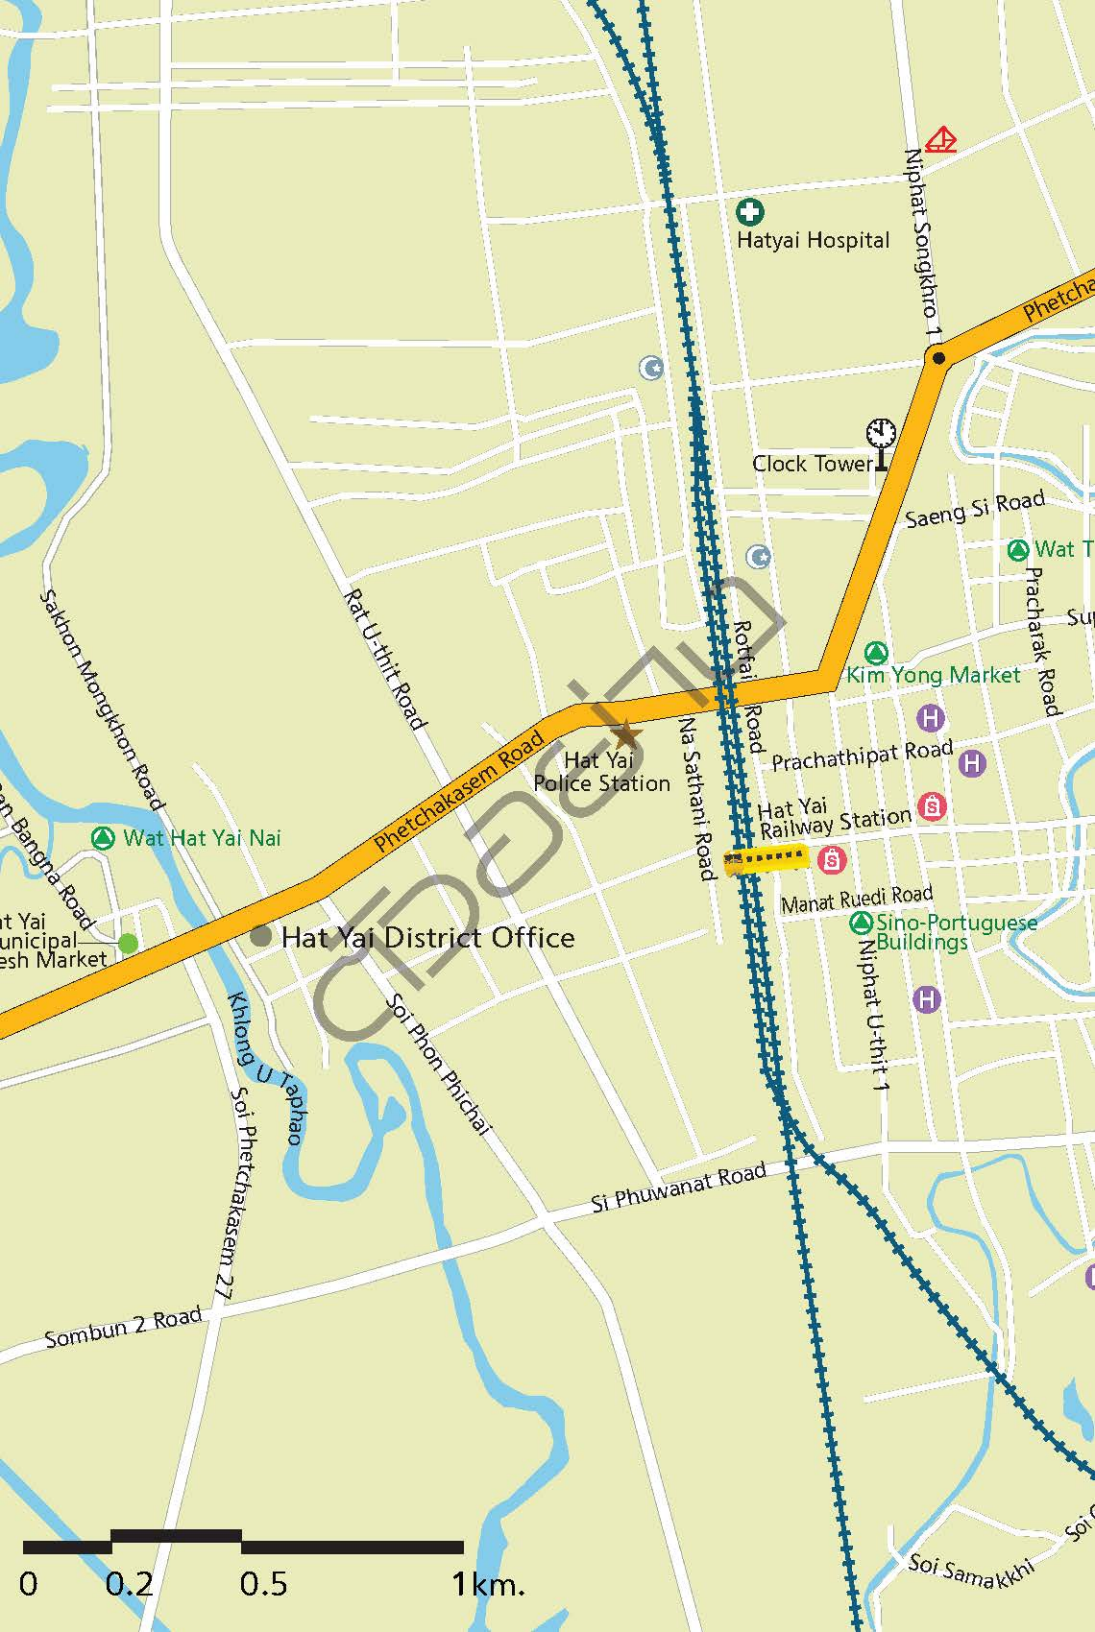 Niphat Songkhro 1
Hatyai Hospital
Phetcha
Clock Tower
Saeng Si Road
Wat T
Pracharak Road
Sup
Sakhon Mongkhon Road
Rat U-thit Road
Rotfai Road
Kim Yong Market
H
Na Sathani Road
Prachathipat Road
H
Hat Yai
Police Station
Phetchakasem Road
Hat Yai
Railway Station
an Bangna Road
Wat Hat Yai Nai
Manat Ruedi Road
at Yai
unicipal
esh Market
Hat Yai District Office
Sino-Portuguese
Buildings
Niphat U-thit 1
H
Khlong U Taphao
Soi Phon Phichai
Soi Phetchakasem 27
Si Phuwanat Road
Sombun 2 Road
Soi Samakkhi
0 0.2 0.5 1km.